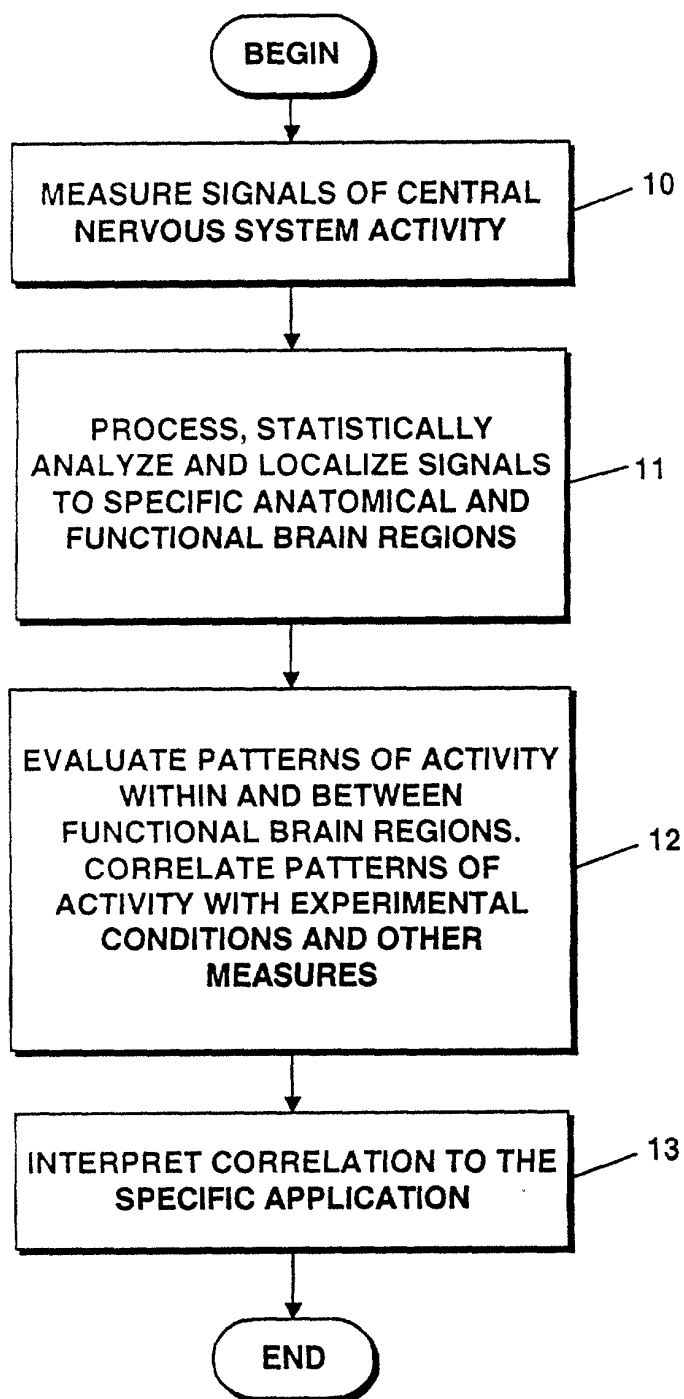 BEGIN
MEASURE SIGNALS OF CENTRAL
NERVOUS SYSTEM ACTIVITY
10
PROCESS, STATISTICALLY
ANALYZE AND LOCALIZE SIGNALS
TO SPECIFIC ANATOMICAL AND
FUNCTIONAL BRAIN REGIONS
11
EVALUATE PATTERNS OF ACTIVITY
WITHIN AND BETWEEN
FUNCTIONAL BRAIN REGIONS.
CORRELATE PATTERNS OF
ACTIVITY WITH EXPERIMENTAL
CONDITIONS AND OTHER
MEASURES
12
INTERPRET CORRELATION TO THE
SPECIFIC APPLICATION
13
END